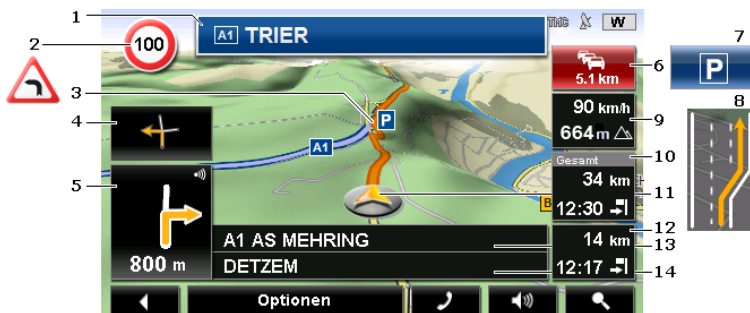 1
A1 TRIER
TMC
W
7
2
100
6
5.1 km
P
3
P
8
4
90 km/h
9
664 m
A1
5
Gesamt
10
34 km
11
B
12:30
12
A1 AS MEHRING
14 km
13
800 m
DETZEM
12:17
14
Optionen